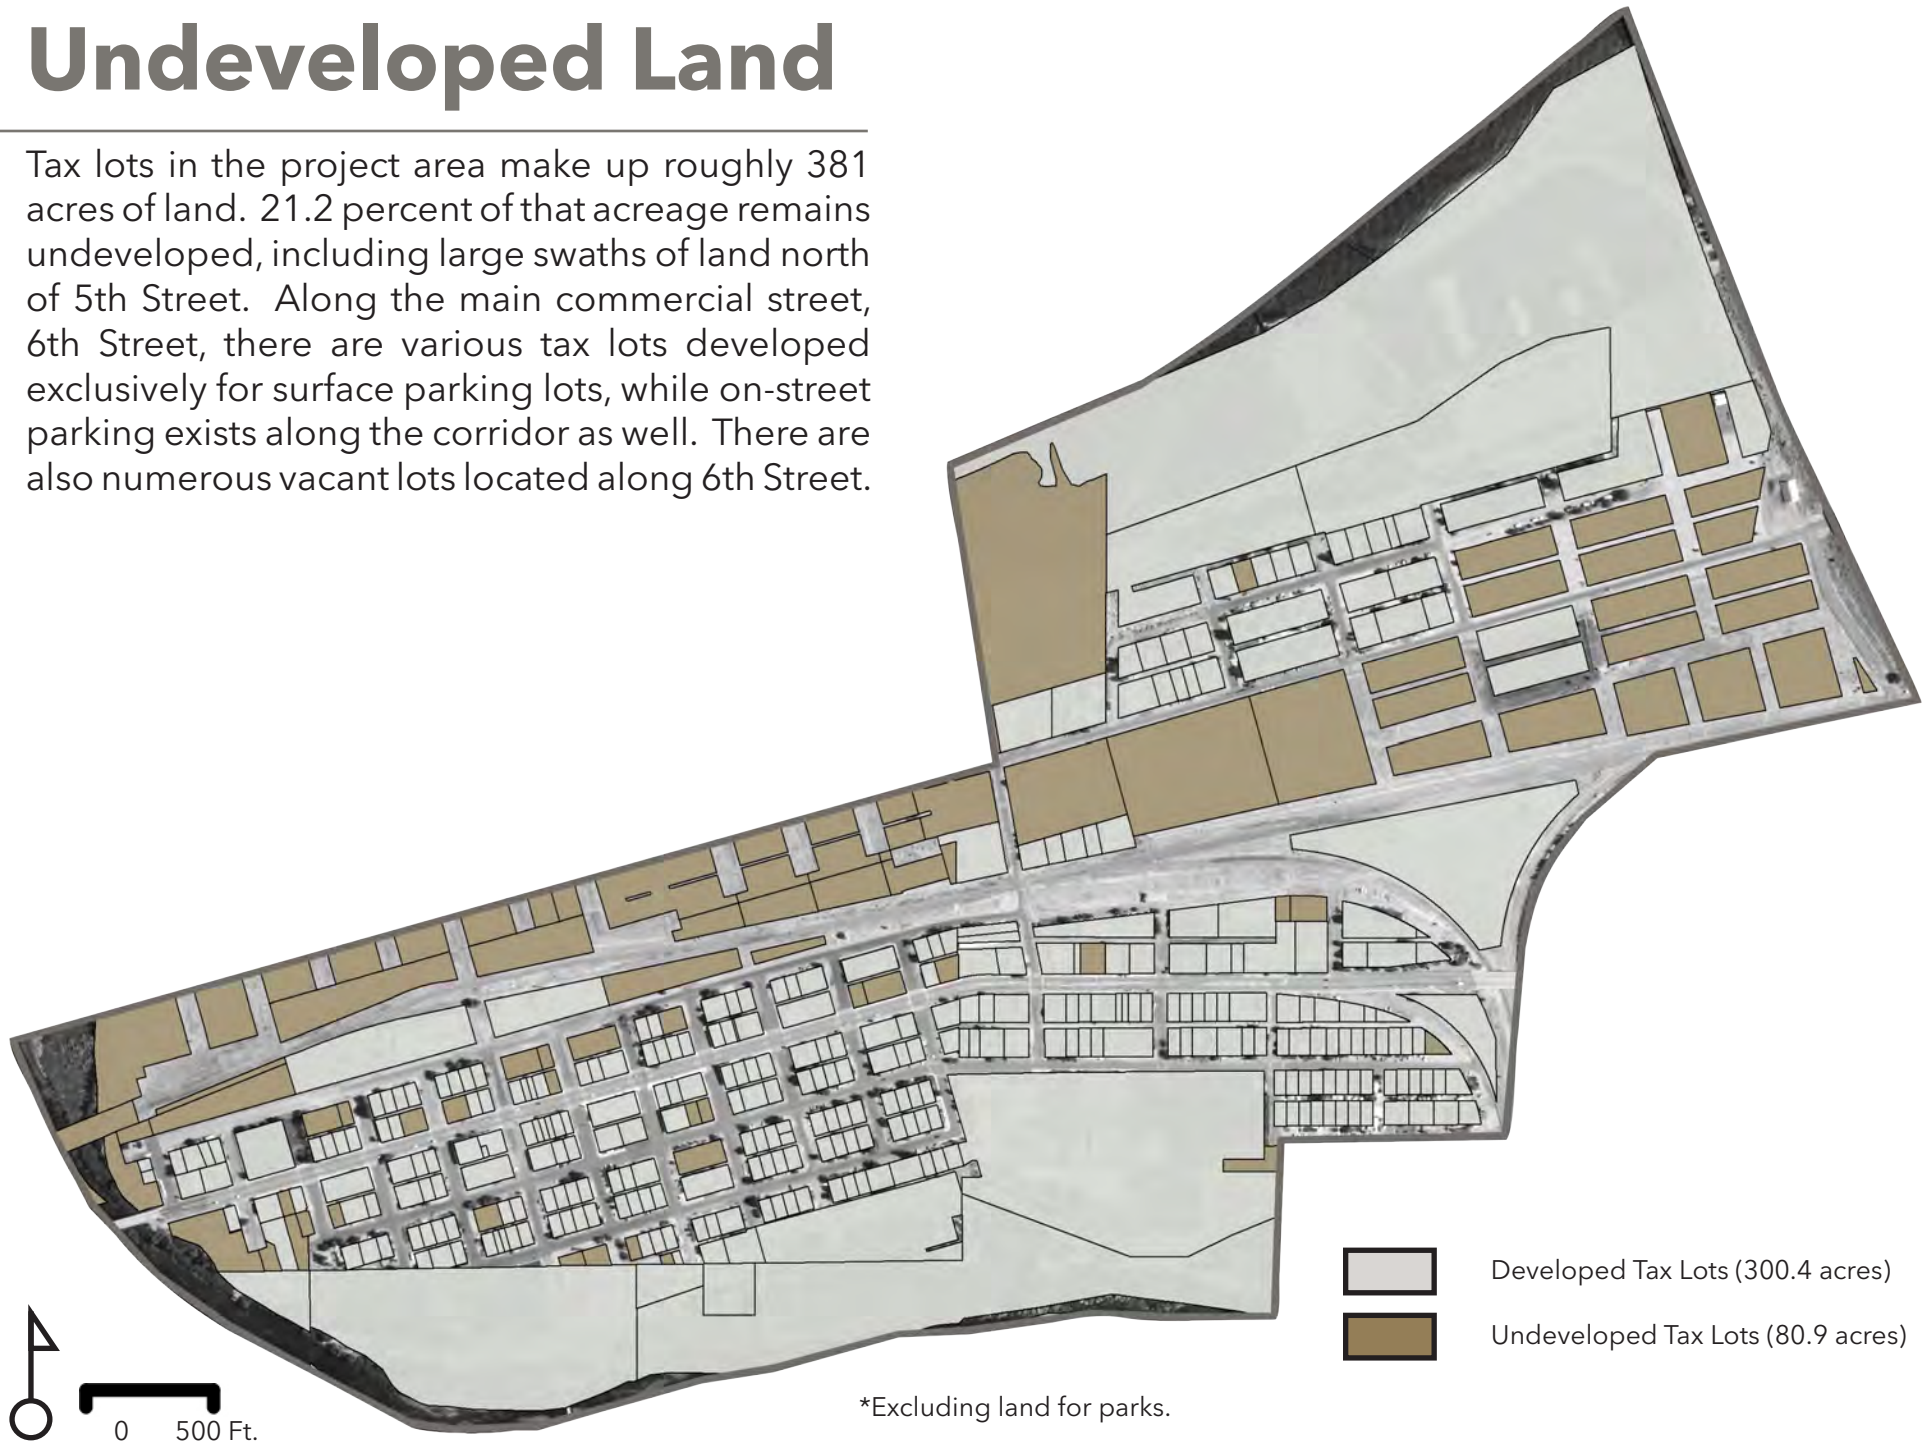 Undeveloped Land
Tax lots in the project area make up roughly 381
acres of land. 21.2 percent of that acreage remains
undeveloped, including large swaths of land north
of 5th Street. Along the main commercial street,
6th Street, there are various tax lots developed
exclusively for surface parking lots, while on-street
parking exists along the corridor as well. There are
also numerous vacant lots located along 6th Street.
Developed Tax Lots (300.4 acres)
Undeveloped Tax Lots (80.9 acres)
*Excluding land for parks.
0 500 Ft.